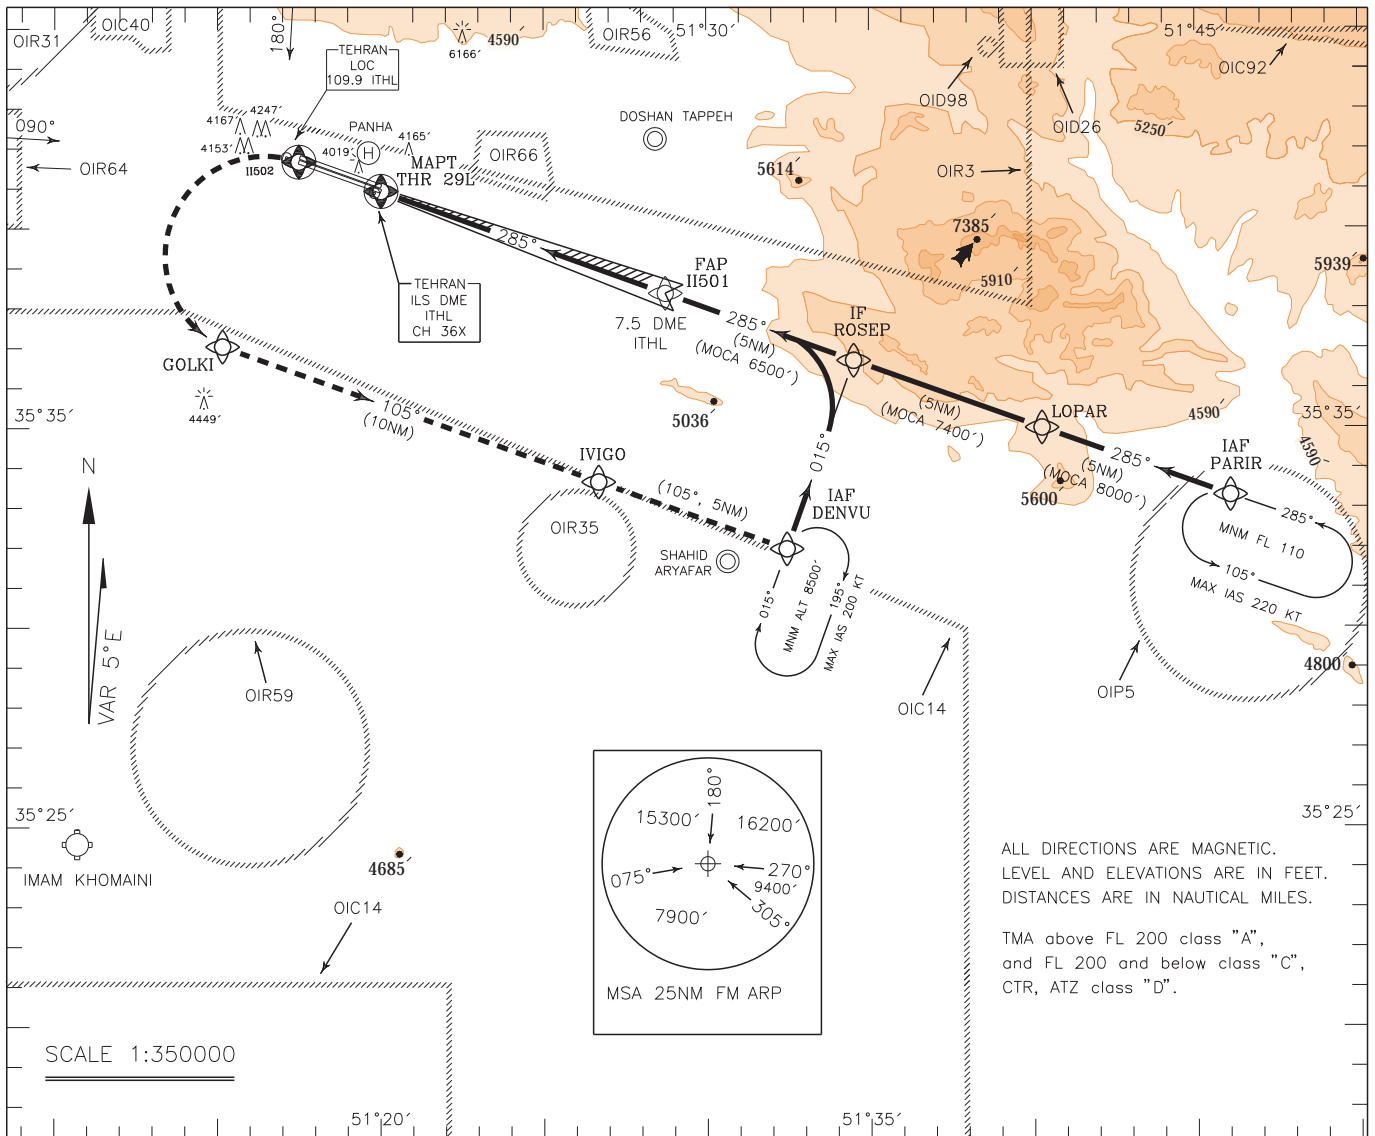 OIR31
OIC40
180°
TEHRAN
LOC
109.9 ITHL
6166′
4590′
OIR56
51°30′
51°45′
OIC92
OID98
OID26
5250′
090°
OIR64
4167′
4247′
4153′
II502
PANHA
H
4019′
4165′
MAPT
THR 29L
OIR66
DOSHAN TAPPEH
5614′
OIR3
7385′
5910′
5939′
TEHRAN
ILS DME
ITHL
CH 36X
285°
FAP
II501
7.5 DME
ITHL
285°
(5NM)
(MOCA 6500′)
IF
ROSEP
(5NM)
(MOCA 7400′)
LOPAR
285°
(5NM)
(MOCA 8000′)
4590′
4590′
IAF
PARIR
285°
MNM FL 110
105°
MAX IAS 220 KT
5600′
GOLKI
4449′
35°35′
35°35′
105°
(10NM)
5036′
IVIGO
(105°, 5NM)
015°
IAF
DENVU
OIR35
SHAHID
ARYAFAR
015°
MNM ALT 8500′
195°
MAX IAS 200 KT
N
VAR 5°E
OIR59
OIC14
OIP5
4800′
35°25′
35°25′
IMAM KHOMAINI
4685′
OIC14
180°
15300′
16200′
075°
270°
9400′
305°
7900′
MSA 25NM FM ARP
ALL DIRECTIONS ARE MAGNETIC.
LEVEL AND ELEVATIONS ARE IN FEET.
DISTANCES ARE IN NAUTICAL MILES.
TMA above FL 200 class "A",
and FL 200 and below class "C",
CTR, ATZ class "D".
SCALE 1:350000
51°20′
51°35′